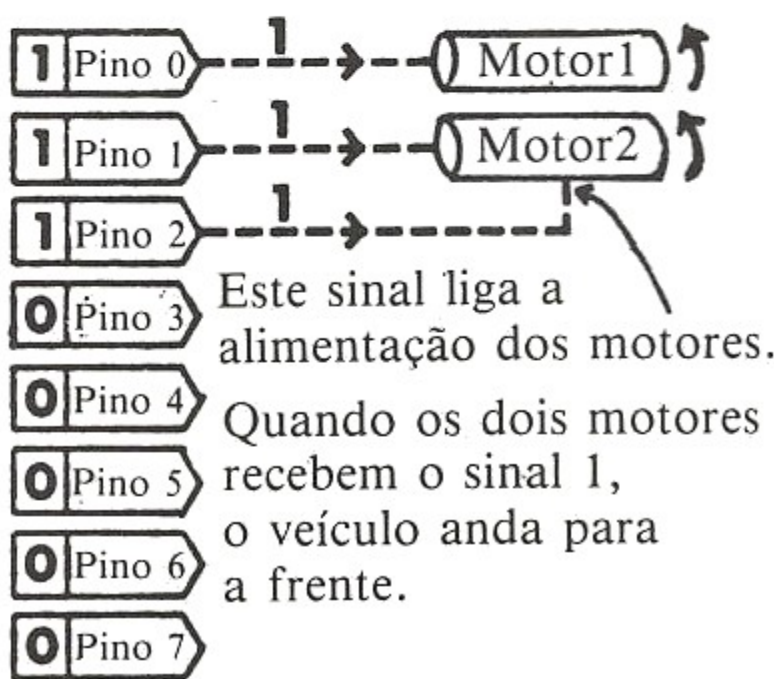 1 Pino 0 1 Motor1
1 Pino 1 1 Motor2
1 Pino 2 1
0 Pino 3
0 Pino 4
0 Pino 5
0 Pino 6
0 Pino 7
Este sinal liga a
alimentação dos motores.
Quando os dois motores
recebem o sinal 1,
o veículo anda para
a frente.